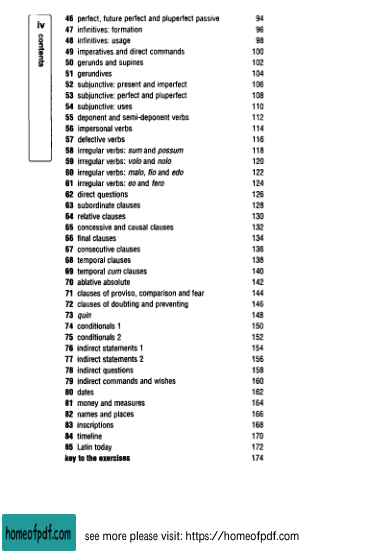 iv
contents
46 perfect, future perfect and pluperfect passive 94
47 infinitives: formation 96
48 infinitives: usage 98
49 imperatives and direct commands 100
50 gerunds and supines 102
51 gerundives 104
52 subjunctive: present and imperfect 106
53 subjunctive: perfect and pluperfect 108
54 subjunctive: uses 110
55 deponent and semi-deponent verbs 112
56 impersonal verbs 114
57 defective verbs 116
58 irregular verbs: sum and possum 118
59 irregular verbs: volo and nolo 120
60 irregular verbs: malo, fio and edo 122
61 irregular verbs: eo and fero 124
62 direct questions 126
63 subordinate clauses 128
64 relative clauses 130
65 concessive and causal clauses 132
66 final clauses 134
67 consecutive clauses 136
68 temporal clauses 138
69 temporal cum clauses 140
70 ablative absolute 142
71 clauses of proviso, comparison and fear 144
72 clauses of doubting and preventing 146
73 quin 148
74 conditionals 1 150
75 conditionals 2 152
76 indirect statements 1 154
77 indirect statements 2 156
78 indirect questions 158
79 indirect commands and wishes 160
80 dates 162
81 money and measures 164
82 names and places 166
83 inscriptions 168
84 timeline 170
85 Latin today 172
key to the exercises 174
homeofpdf.com see more please visit: https://homeofpdf.com